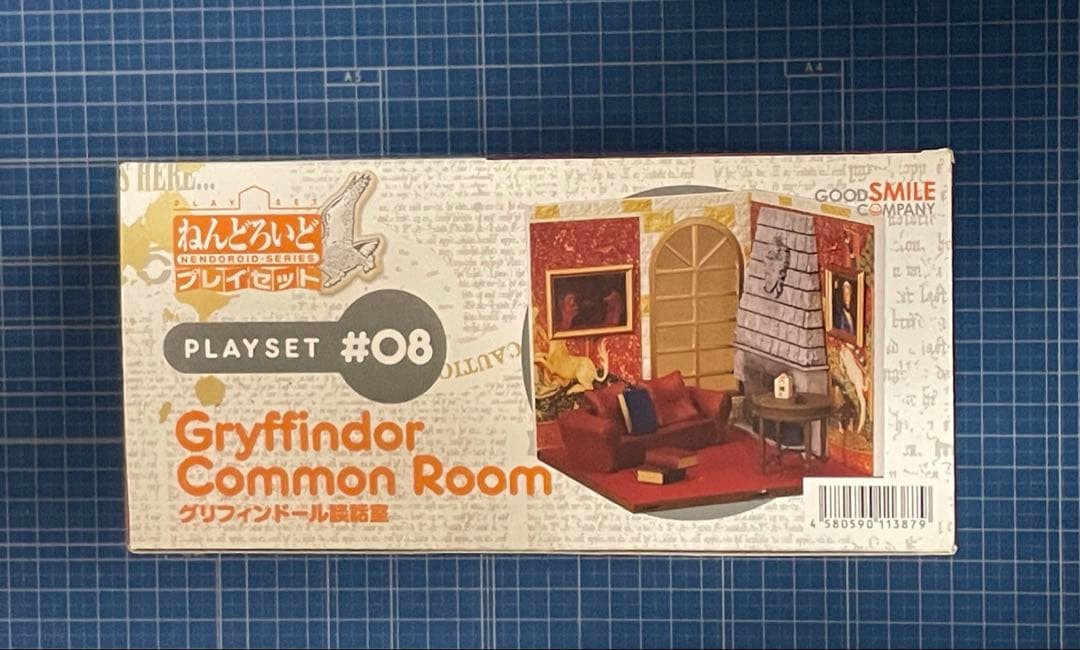 A5
A4
S HERE...
PLAY SET
ねんどろいど
NENDOROID-SERIES
プレイセット
GOODSMILE
COMPANY
PLAYSET #08
CAUTIO
Gryffindor
Common Room
グリフィンドール談話室
4 580590 113879